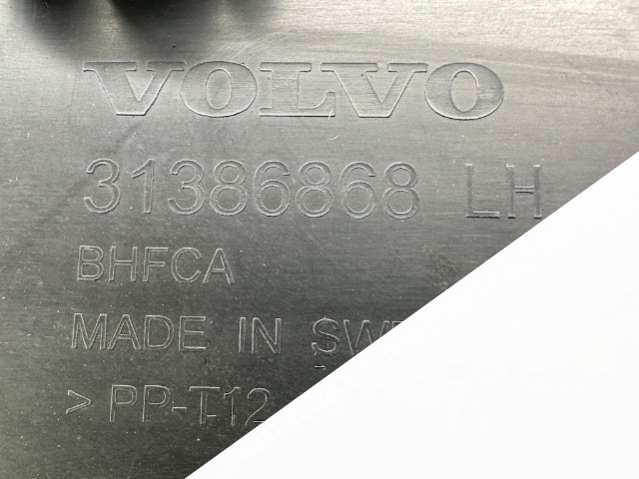 VOLVO
31386868 LH
BHFCA
MADE IN
> PP-T12